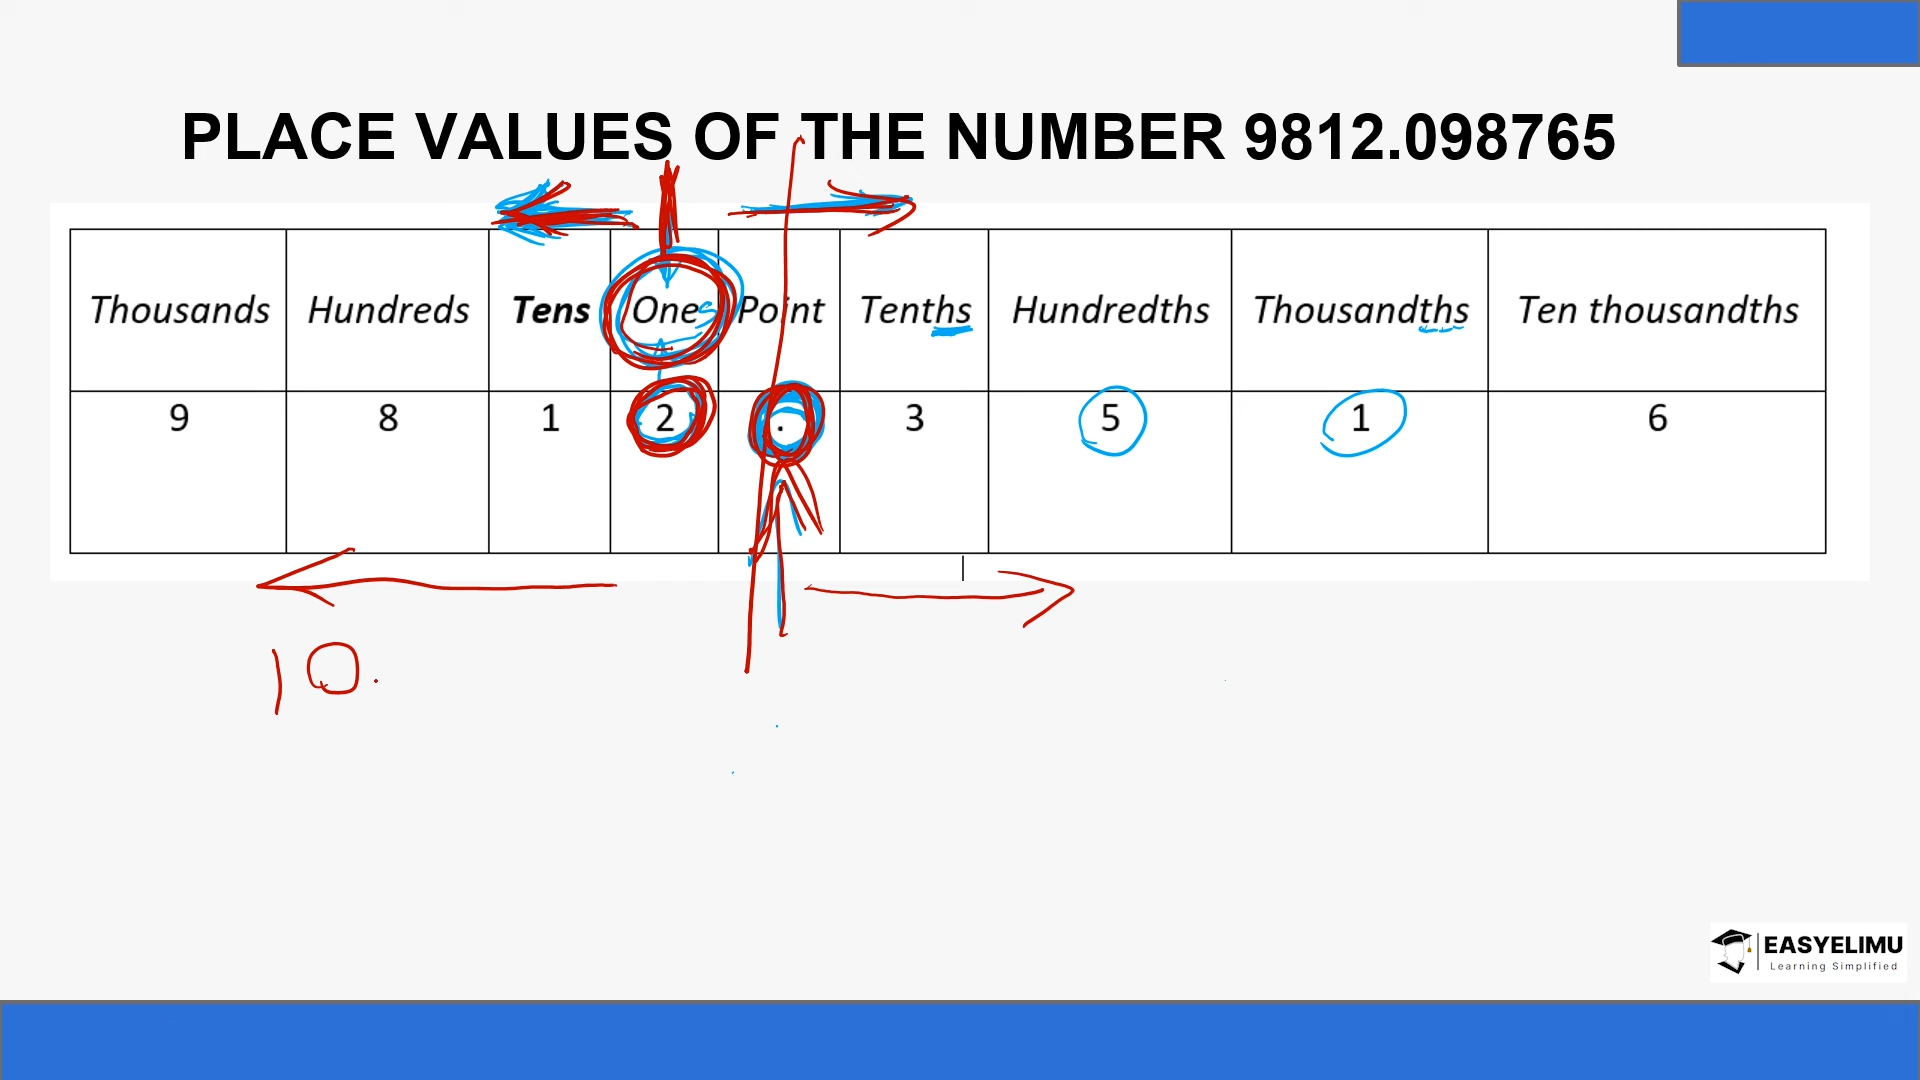 PLACE VALUES OF THE NUMBER 9812.098765
Thousands Hundreds Tens Ones Point Tenths Hundredths Thousandths Ten thousandths
9 8 1 2 . 3 5 1 6
10.
EASYELIMU
Learning Simplified